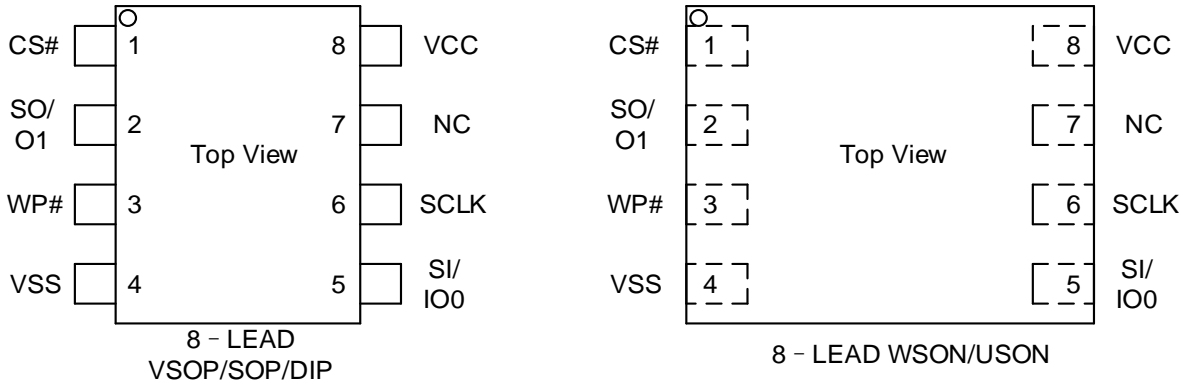 CS#
1
8
VCC
SO/
O1
2
7
NC
Top View
WP#
3
6
SCLK
VSS
4
5
SI/
IO0
8 - LEAD
VSOP/SOP/DIP
CS#
1
8
VCC
SO/
O1
2
7
NC
Top View
WP#
3
6
SCLK
VSS
4
5
SI/
IO0
8 - LEAD WSON/USON